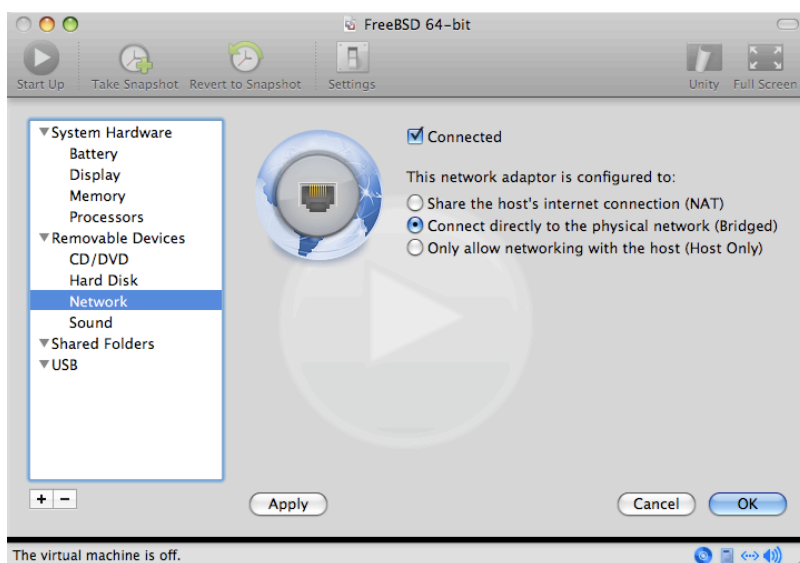 FreeBSD 64-bit
Start Up Take Snapshot Revert to Snapshot Settings Unity Full Screen
System Hardware
Battery
Display
Memory
Processors
Removable Devices
CD/DVD
Hard Disk
Network
Sound
Shared Folders
USB
Connected
This network adaptor is configured to:
Share the host's internet connection (NAT)
Connect directly to the physical network (Bridged)
Only allow networking with the host (Host Only)
+ −
Apply Cancel OK
The virtual machine is off.